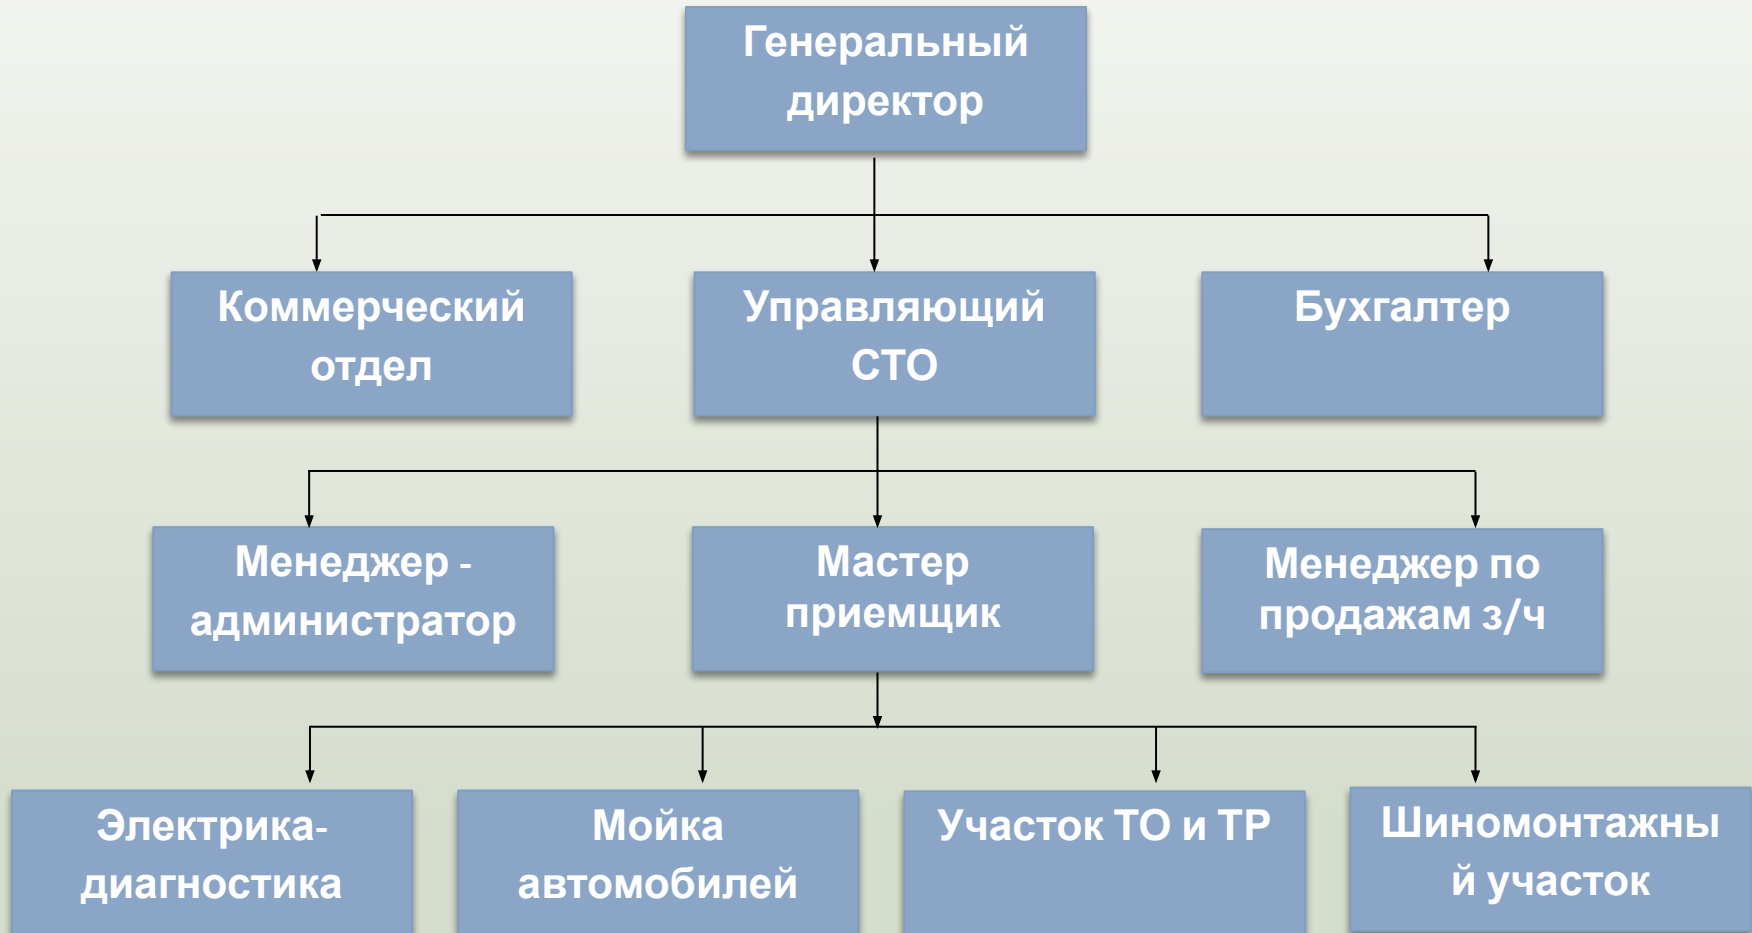 Генеральный
директор
Коммерческий
отдел
Управляющий
СТО
Бухгалтер
Менеджер -
администратор
Мастер
приемщик
Менеджер по
продажам з/ч
Электрика-
диагностика
Мойка
автомобилей
Участок ТО и ТР
Шиномонтажны
й участок